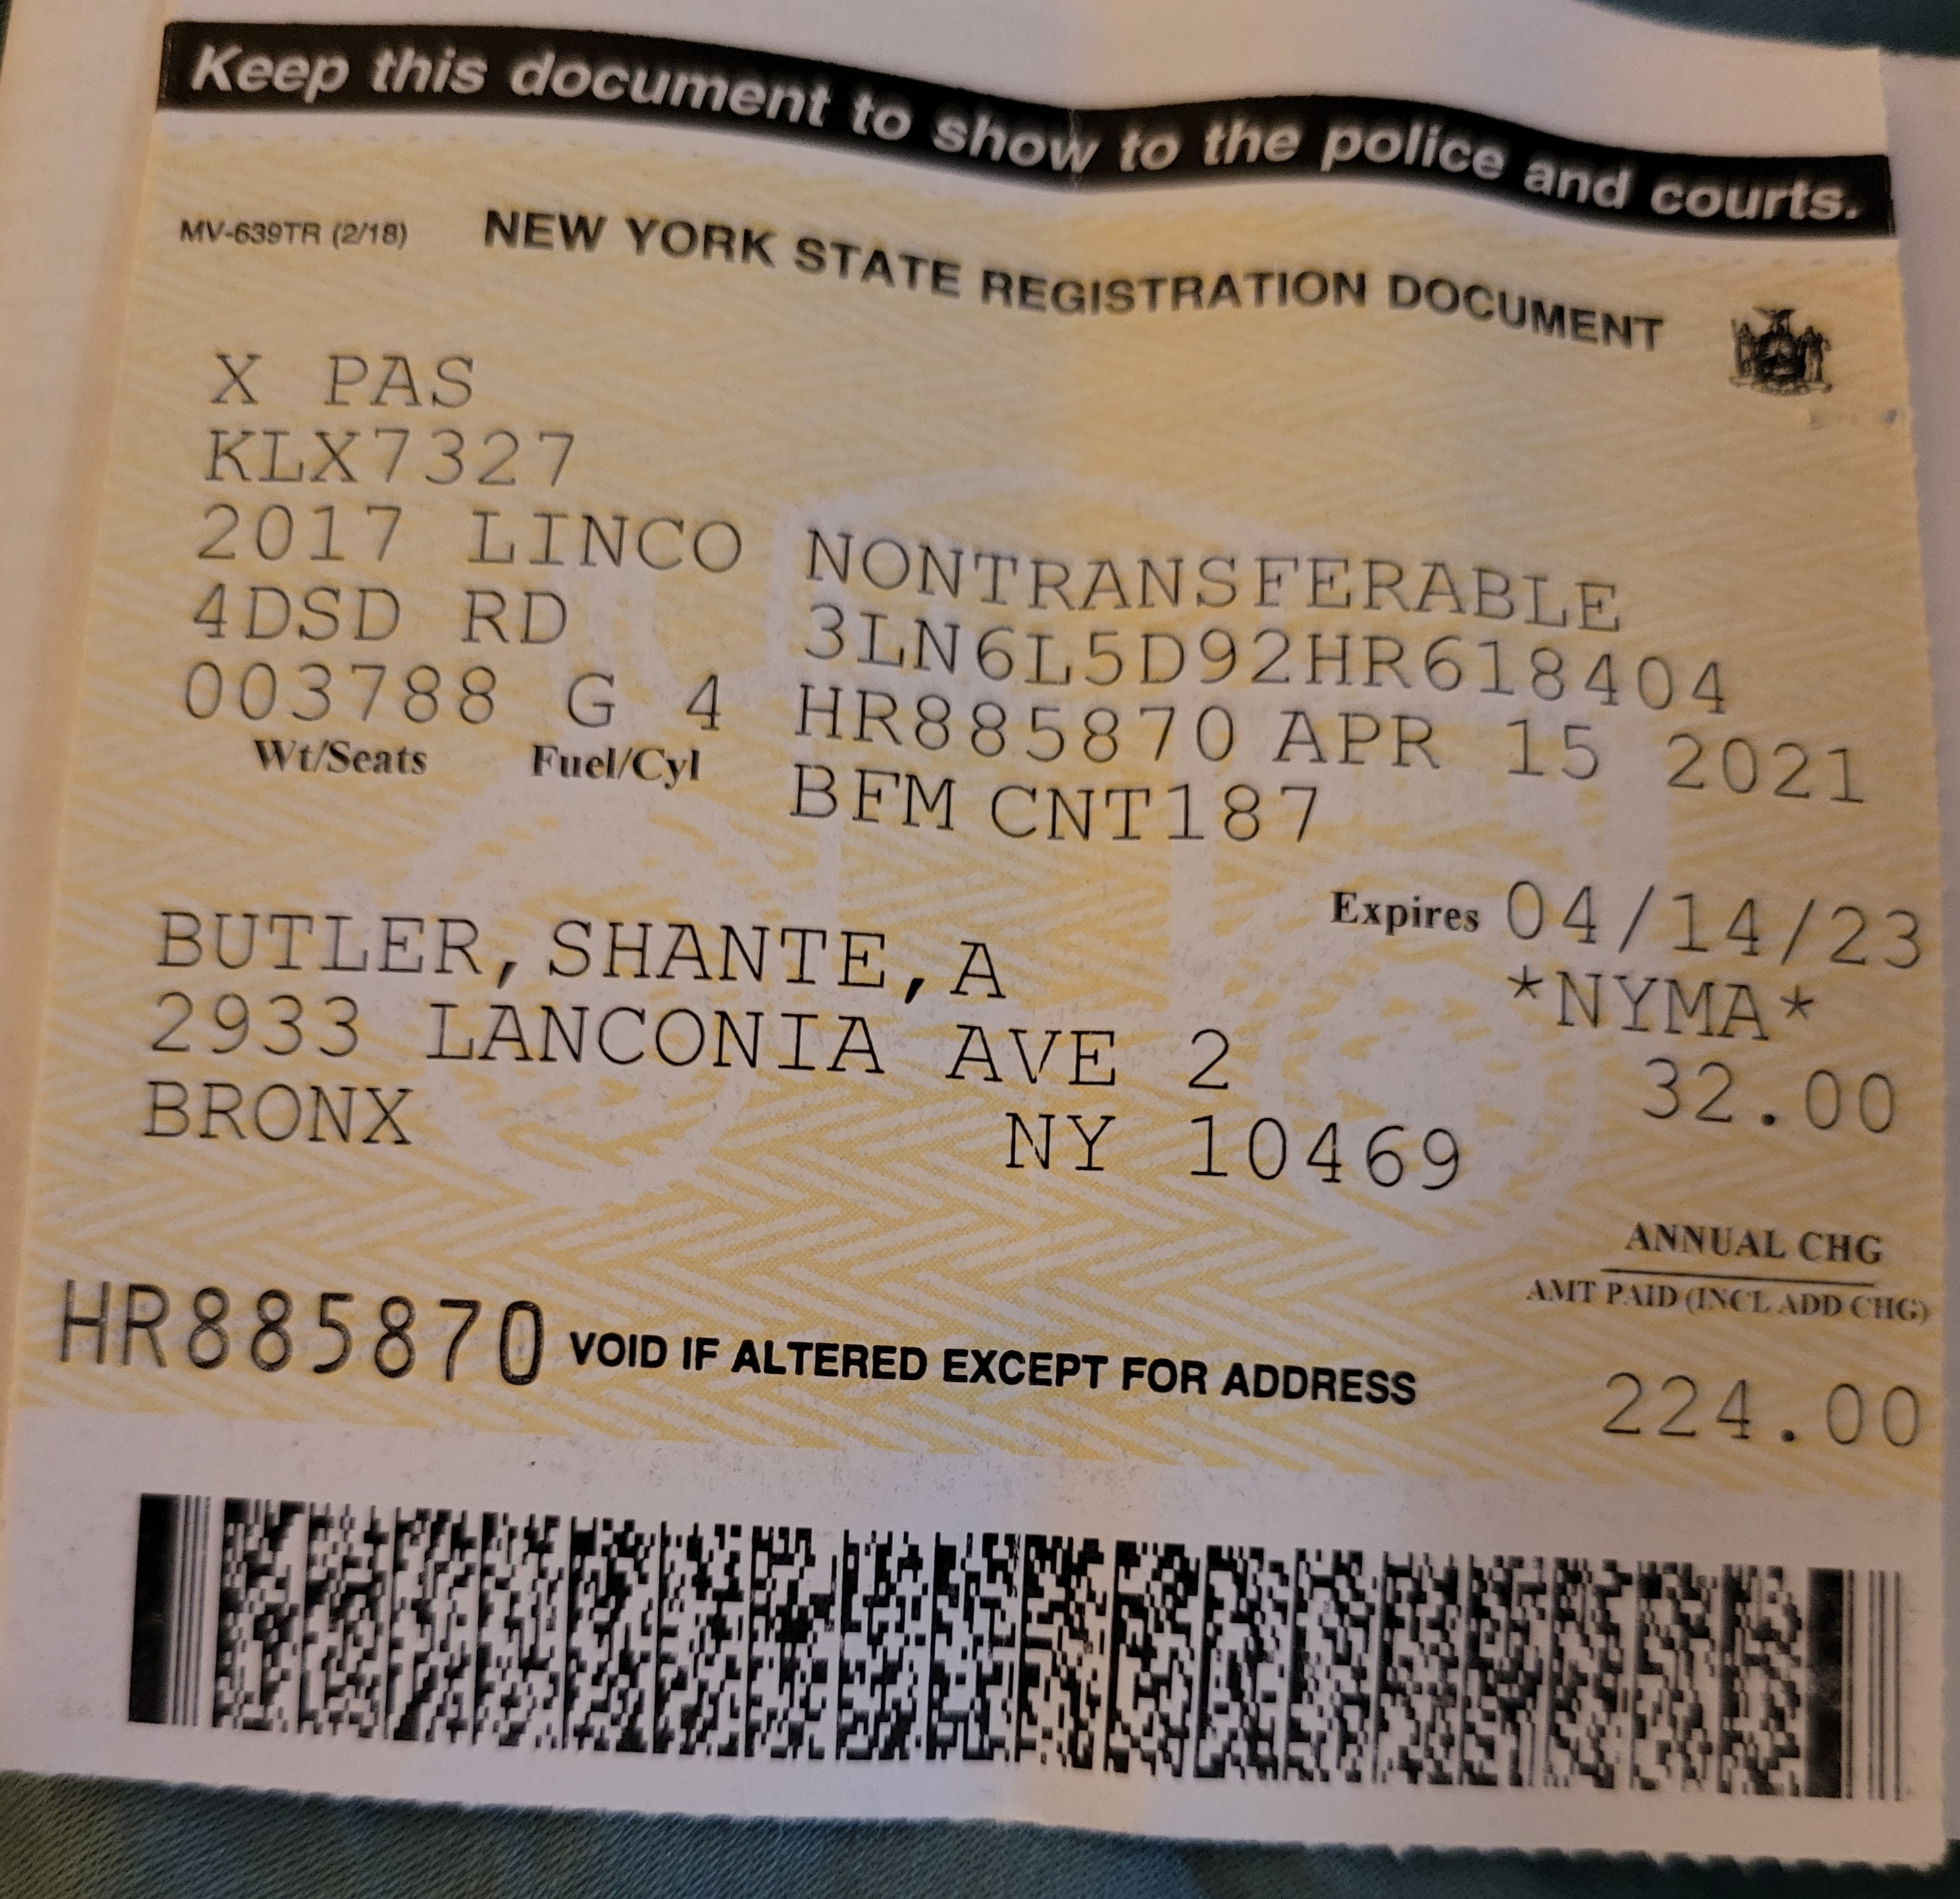 Keep this document to show to the police and courts.
MV-639TR (2/18) NEW YORK STATE REGISTRATION DOCUMENT
X PAS
KLX7327
2017 LINCO NONTRANSFERABLE
4DSD RD 3LN6L5D92HR618404
003788 G 4 HR885870 APR 15 2021
Wt/Seats Fuel/Cyl BFM CNT187
Expires 04/14/23
BUTLER,SHANTE,A *NYMA*
2933 LANCONIA AVE 2 32.00
BRONX NY 10469
ANNUAL CHG
AMT PAID (INCL ADD CHG)
HR885870 VOID IF ALTERED EXCEPT FOR ADDRESS 224.00